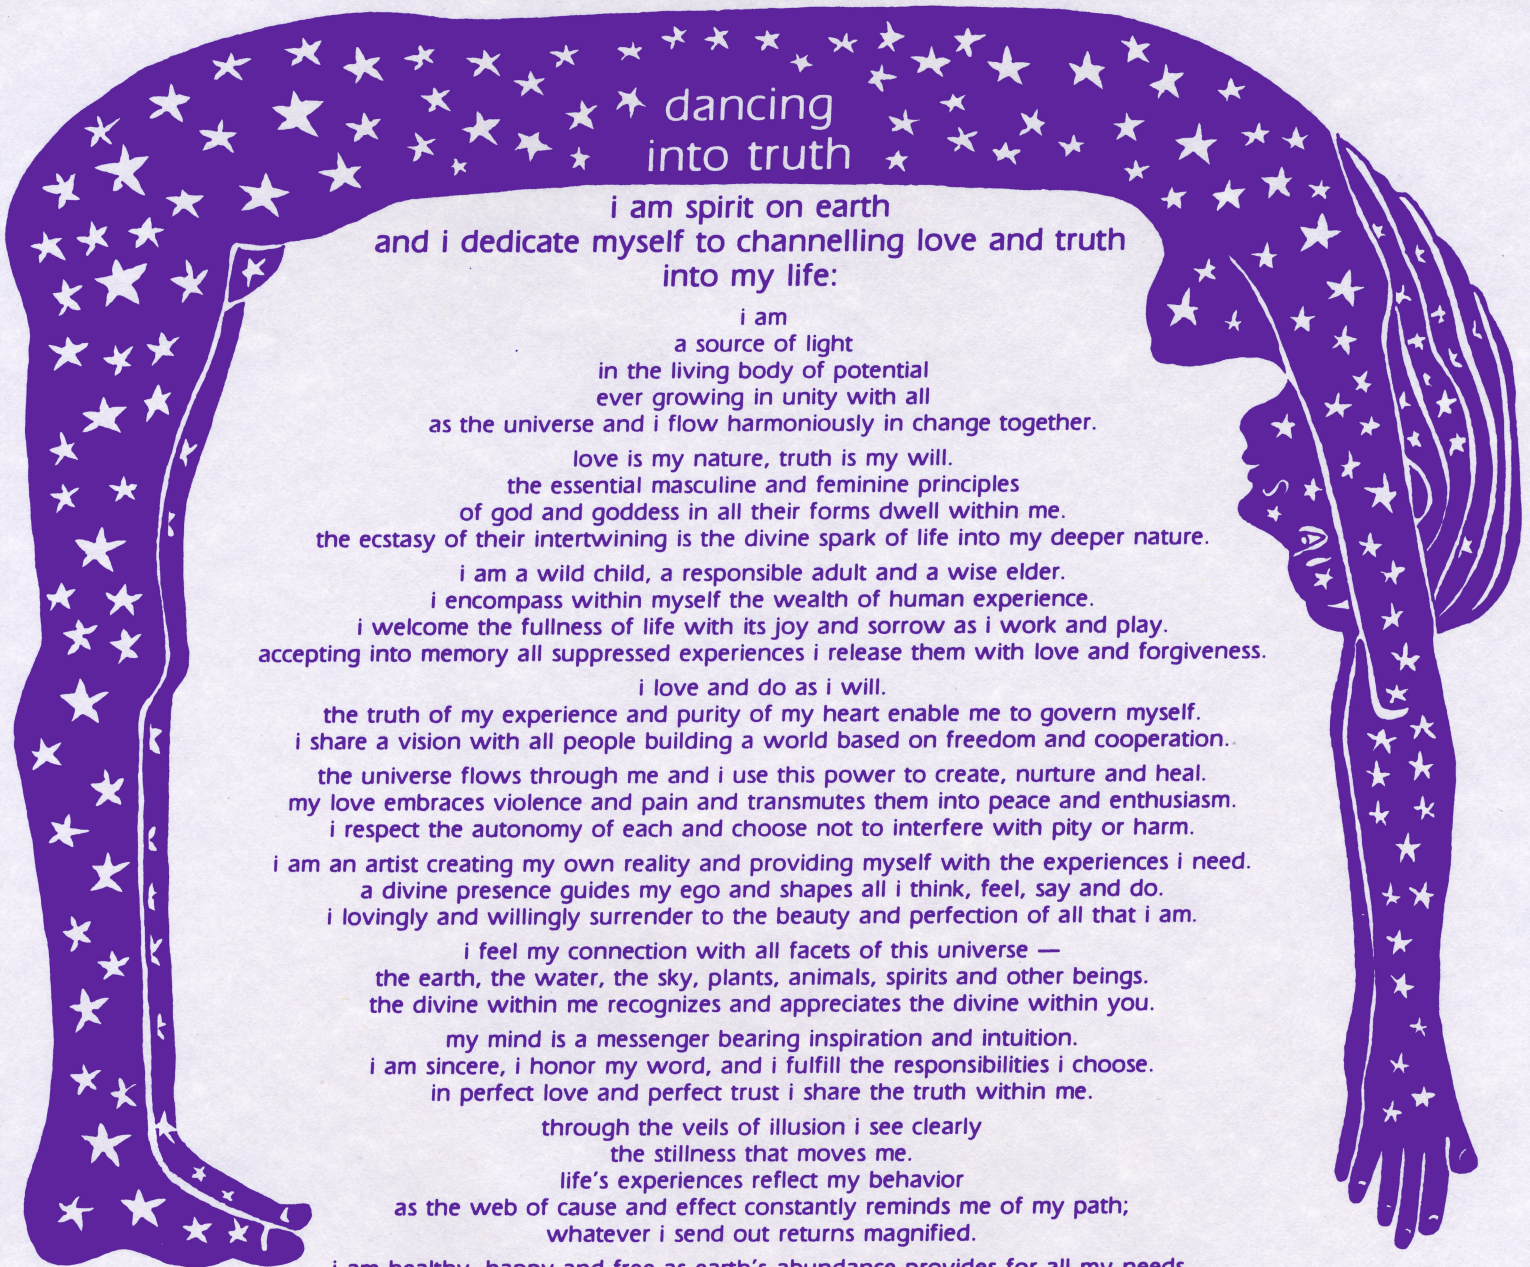 dancing
into truth
i am spirit on earth
and i dedicate myself to channelling love and truth
into my life:
i am
a source of light
in the living body of potential
ever growing in unity with all
as the universe and i flow harmoniously in change together.
love is my nature, truth is my will.
the essential masculine and feminine principles
of god and goddess in all their forms dwell within me.
the ecstasy of their intertwining is the divine spark of life into my deeper nature.
i am a wild child, a responsible adult and a wise elder.
i encompass within myself the wealth of human experience.
i welcome the fullness of life with its joy and sorrow as i work and play.
accepting into memory all suppressed experiences i release them with love and forgiveness.
i love and do as i will.
the truth of my experience and purity of my heart enable me to govern myself.
i share a vision with all people building a world based on freedom and cooperation.
the universe flows through me and i use this power to create, nurture and heal.
my love embraces violence and pain and transmutes them into peace and enthusiasm.
i respect the autonomy of each and choose not to interfere with pity or harm.
i am an artist creating my own reality and providing myself with the experiences i need.
a divine presence guides my ego and shapes all i think, feel, say and do.
i lovingly and willingly surrender to the beauty and perfection of all that i am.
i feel my connection with all facets of this universe —
the earth, the water, the sky, plants, animals, spirits and other beings.
the divine within me recognizes and appreciates the divine within you.
my mind is a messenger bearing inspiration and intuition.
i am sincere, i honor my word, and i fulfill the responsibilities i choose.
in perfect love and perfect trust i share the truth within me.
through the veils of illusion i see clearly
the stillness that moves me.
life's experiences reflect my behavior
as the web of cause and effect constantly reminds me of my path;
whatever i send out returns magnified.
i am healthy, happy and free as earth's abundance provides for all my needs.